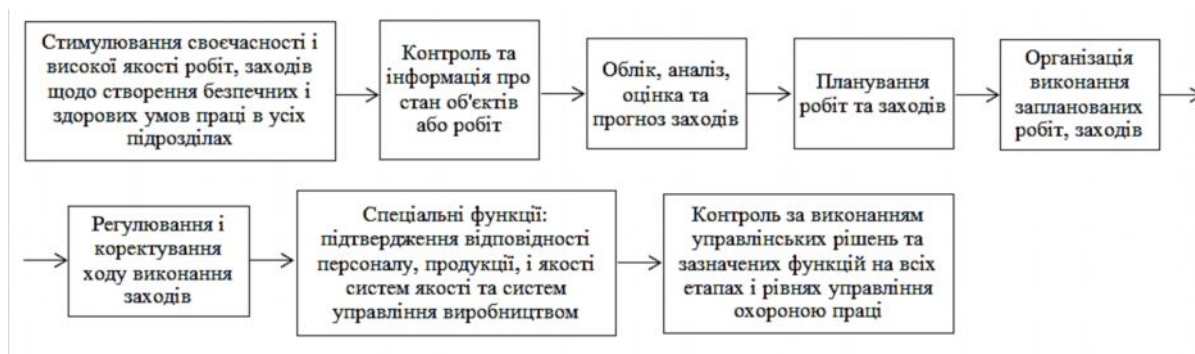 Стимулювання своєчасності і
високої якості робіт, заходів
щодо створення безпечних і
здорових умов праці в усіх
підрозділах
Контроль та
інформація про
стан об'єктів
або робіт
Облік, аналіз,
оцінка та
прогноз заходів
Планування
робіт та заходів
Організація
виконання
запланованих
робіт, заходів
Регулювання і
коректування
ходу виконання
заходів
Спеціальні функції:
підтвердження відповідності
персоналу, продукції, і якості
систем якості та систем
управління виробництвом
Контроль за виконанням
управлінських рішень та
зазначених функцій на всіх
етапах і рівнях управління
охороною праці